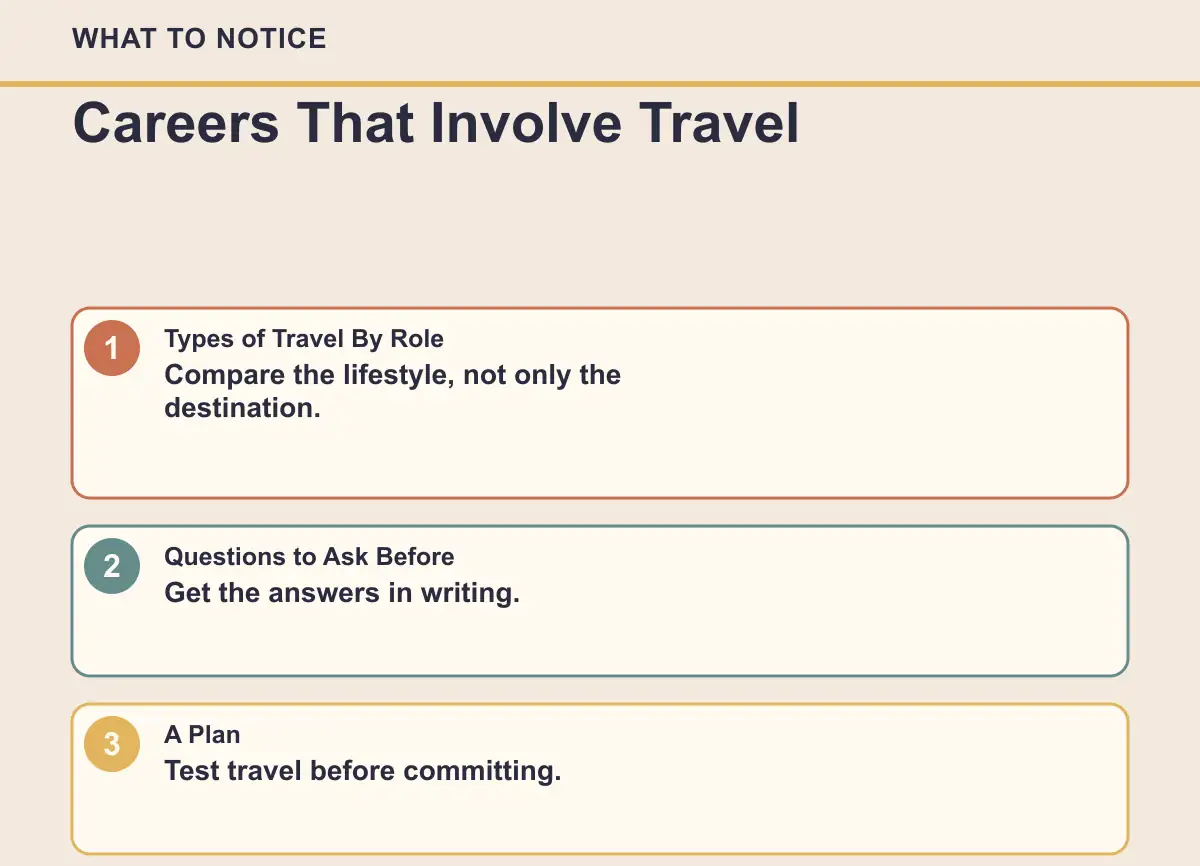 WHAT TO NOTICE
Careers That Involve Travel
1
Types of Travel By Role
Compare the lifestyle, not only the
destination.
2
Questions to Ask Before
Get the answers in writing.
3
A Plan
Test travel before committing.